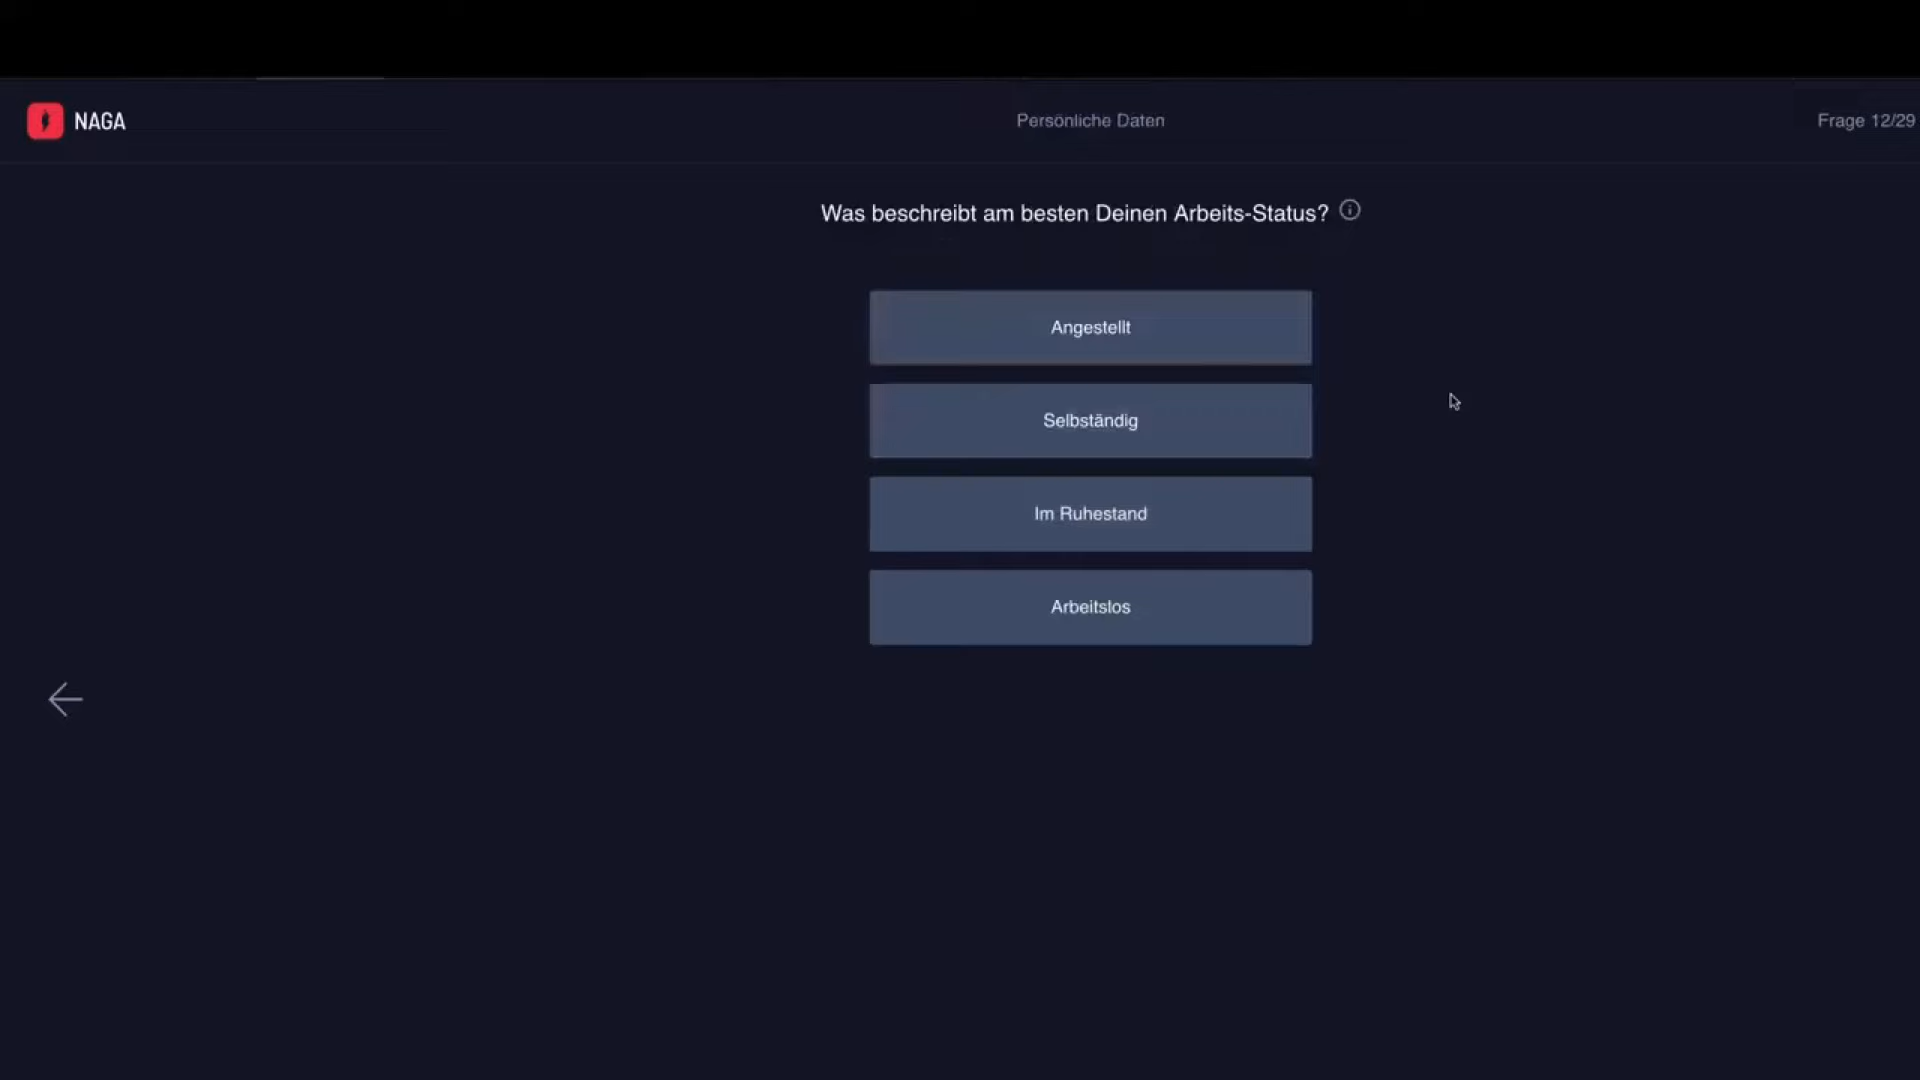 NAGA
Persönliche Daten
Frage 12/29
Was beschreibt am besten Deinen Arbeits-Status?
Angestellt
Selbständig
Im Ruhestand
Arbeitslos